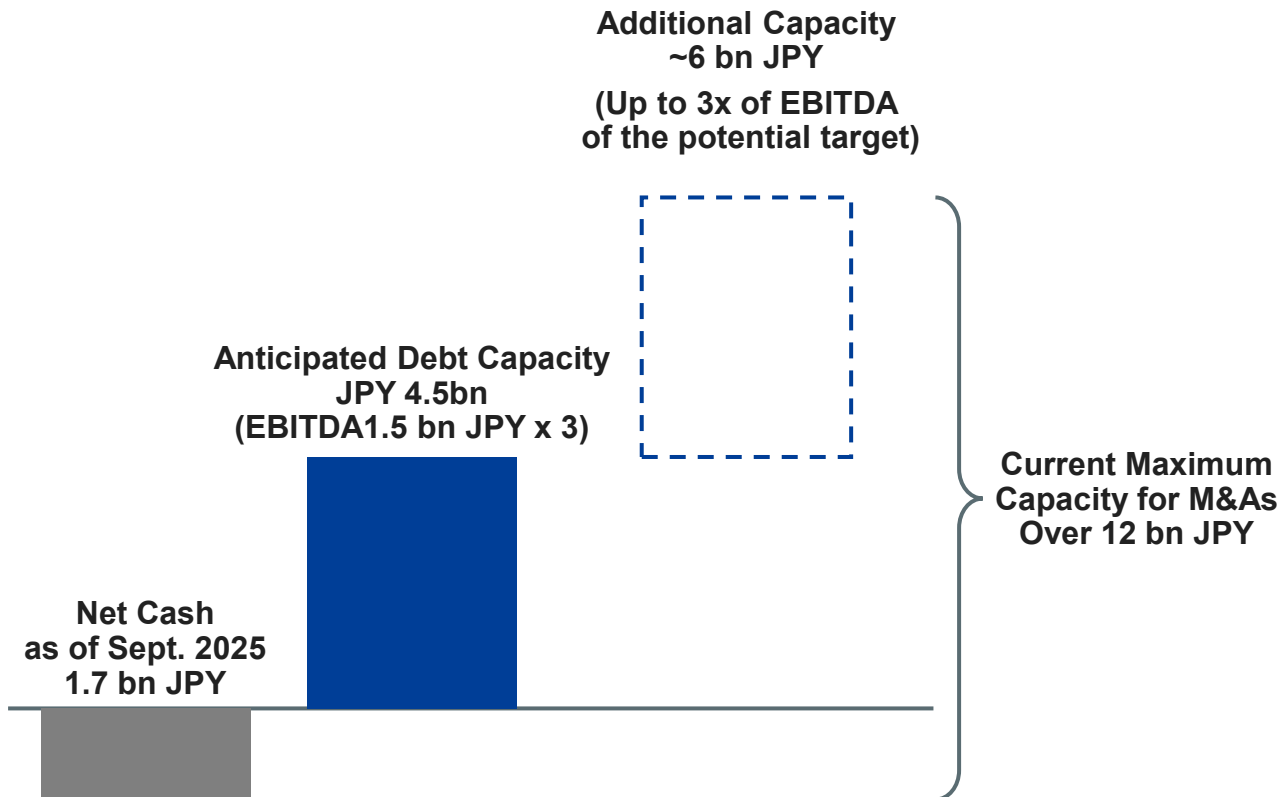 Additional Capacity
~6 bn JPY
(Up to 3x of EBITDA
of the potential target)
Anticipated Debt Capacity
JPY 4.5bn
(EBITDA1.5 bn JPY x 3)
Current Maximum
Capacity for M&As
Over 12 bn JPY
Net Cash
as of Sept. 2025
1.7 bn JPY